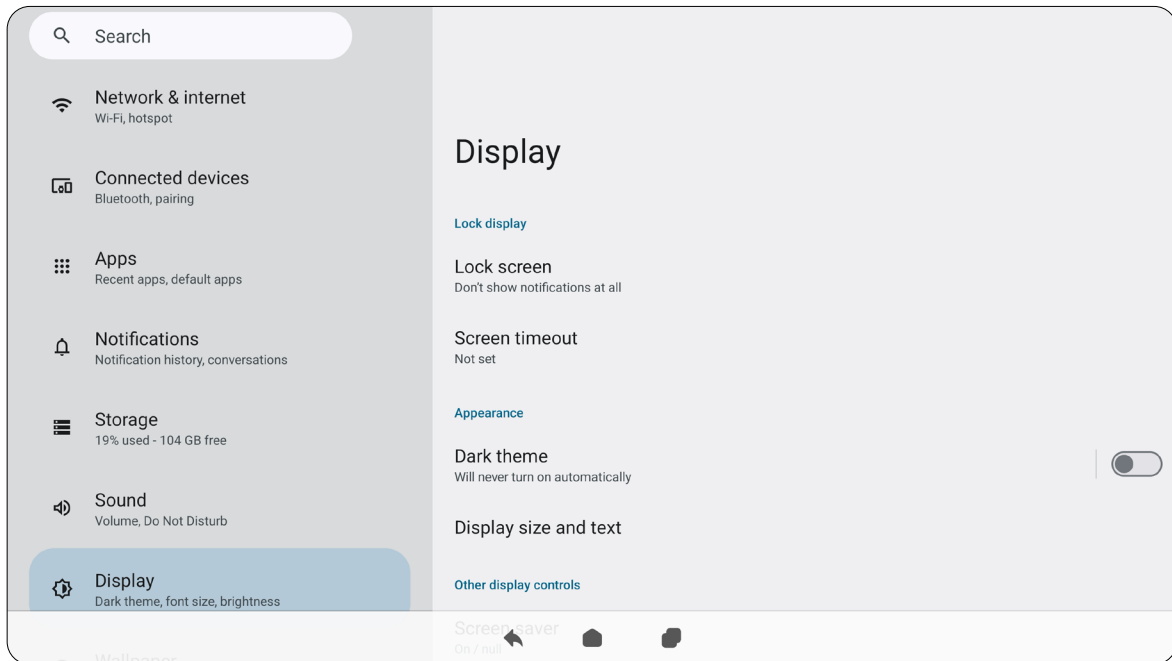 Search
Network & internet
Wi-Fi, hotspot
Connected devices
Bluetooth, pairing
Apps
Recent apps, default apps
Notifications
Notification history, conversations
Storage
19% used - 104 GB free
Sound
Volume, Do Not Disturb
Display
Dark theme, font size, brightness
Wallpaper
Display
Lock display
Lock screen
Don't show notifications at all
Screen timeout
Not set
Appearance
Dark theme
Will never turn on automatically
Display size and text
Other display controls
Screen saver
On / null